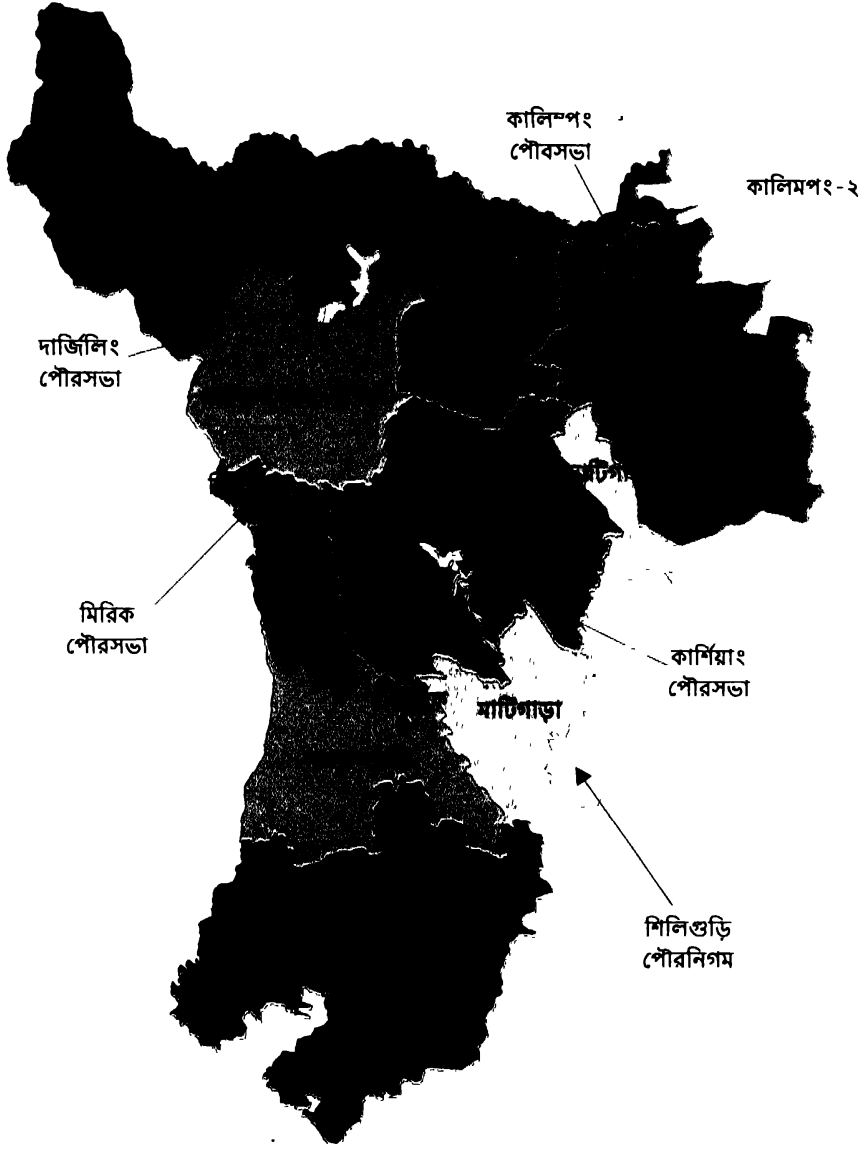 কালিম্পং
পৌবসভা
কালিমপং-২
দার্জিলিং
পৌরসভা
মাটিগাড়া
মিরিক
পৌরসভা
কার্শিয়াং
পৌরসভা
শিলিগুড়ি
পৌরনিগম